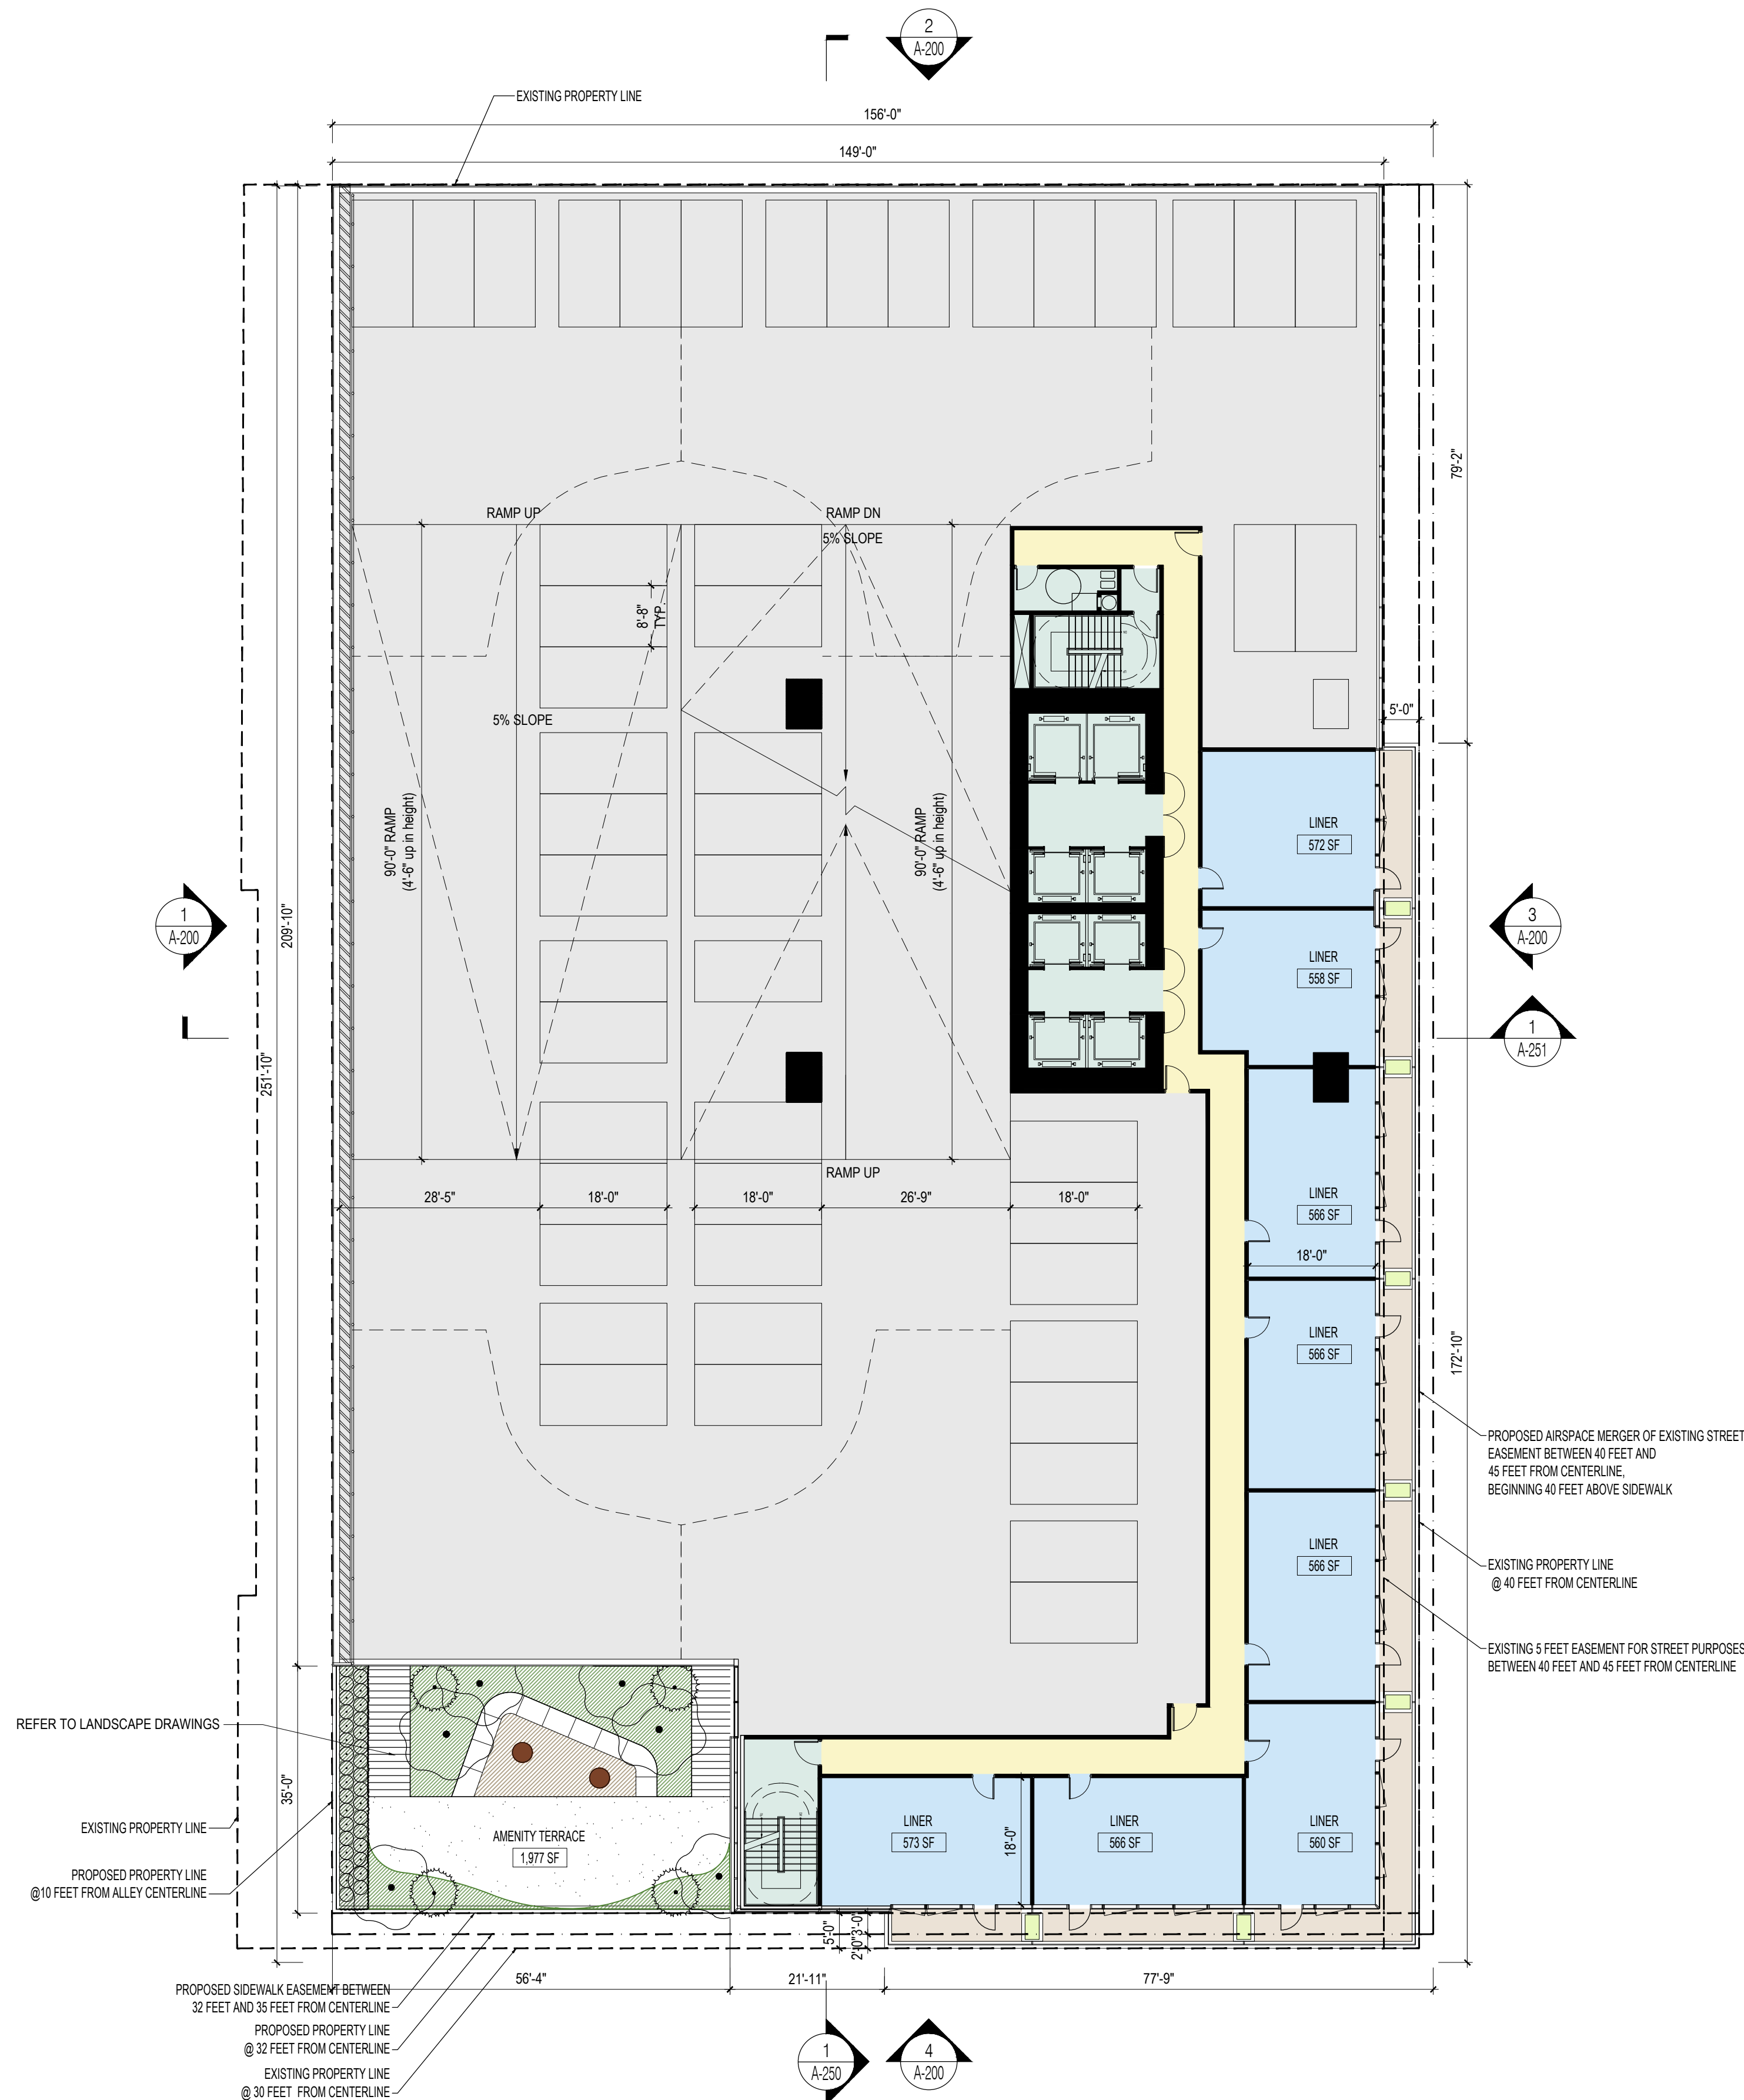 2
A-200
EXISTING PROPERTY LINE
156'-0"
149'-0"
RAMP UP
RAMP DN
5% SLOPE
8'-8"
TYP.
79'-2"
5'-0"
5% SLOPE
90'-0" RAMP
(4'-6" up in height)
90'-0" RAMP
(4'-6" up in height)
LINER
572 SF
209'-10"
1
A-200
3
A-200
LINER
558 SF
251'-10"
1
A-251
RAMP UP
28'-5"
18'-0"
18'-0"
26'-9"
18'-0"
LINER
566 SF
18'-0"
LINER
566 SF
172'-10"
PROPOSED AIRSPACE MERGER OF EXISTING STREET
EASEMENT BETWEEN 40 FEET AND
45 FEET FROM CENTERLINE,
BEGINNING 40 FEET ABOVE SIDEWALK
LINER
566 SF
EXISTING PROPERTY LINE
@ 40 FEET FROM CENTERLINE
EXISTING 5 FEET EASEMENT FOR STREET PURPOSES
BETWEEN 40 FEET AND 45 FEET FROM CENTERLINE
REFER TO LANDSCAPE DRAWINGS
35'-0"
EXISTING PROPERTY LINE
AMENITY TERRACE
1,977 SF
LINER
573 SF
18'-0"
LINER
566 SF
LINER
560 SF
PROPOSED PROPERTY LINE
@10 FEET FROM ALLEY CENTERLINE
5'-0"
3'-0"
2'-0"
56'-4"
21'-11"
77'-9"
PROPOSED SIDEWALK EASEMENT BETWEEN
32 FEET AND 35 FEET FROM CENTERLINE
PROPOSED PROPERTY LINE
@ 32 FEET FROM CENTERLINE
EXISTING PROPERTY LINE
@ 30 FEET FROM CENTERLINE
1
A-250
4
A-200